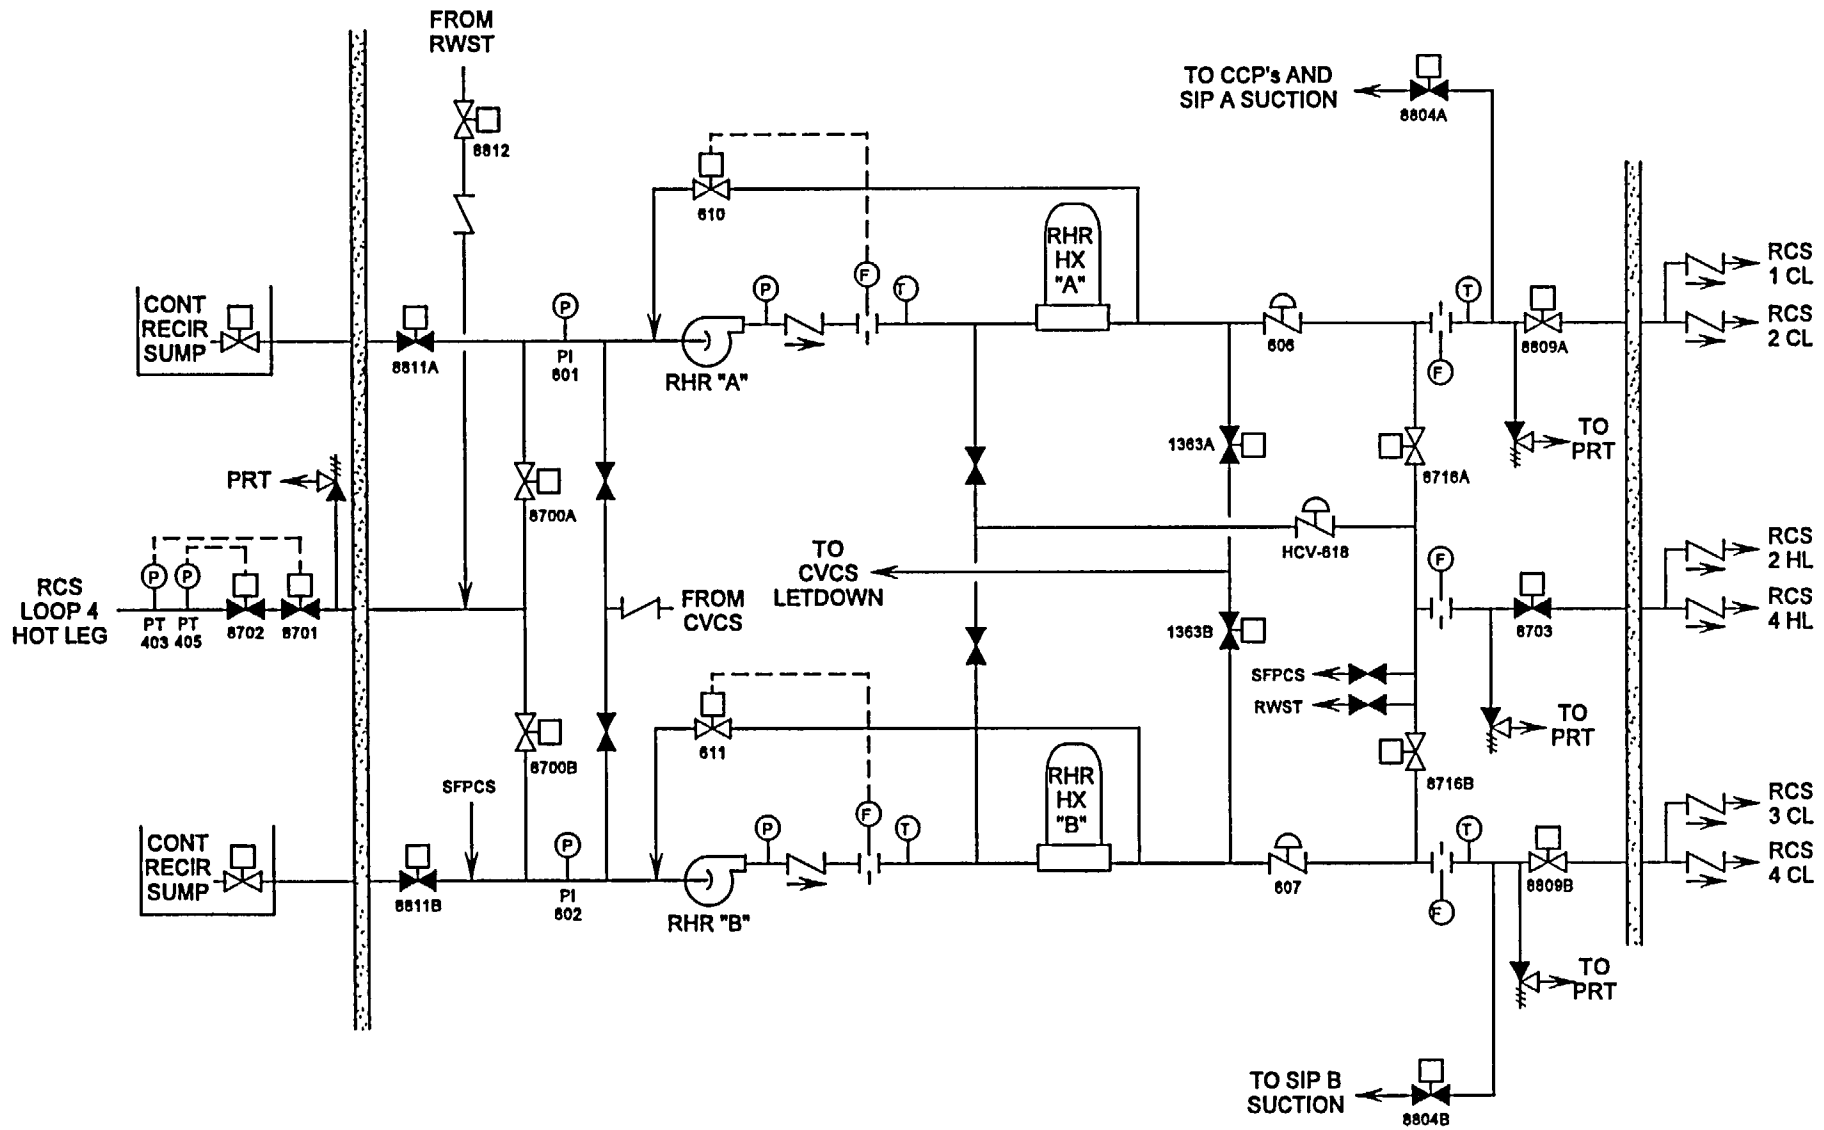 FROM
RWST
TO CCP's AND
SIP A SUCTION
8804A
8812
610
RHR
HX
"A"
RCS
1 CL
RCS
2 CL
CONT
RECIR
SUMP
8811A
P
PI
601
RHR "A"
P
F
T
606
F
T
8809A
TO
PRT
PRT
8700A
1363A
8716A
HCV-618
TO
CVCS
LETDOWN
RCS
LOOP 4
HOT LEG
P
P
PT
403
PT
405
8702
8701
FROM
CVCS
1363B
F
8703
RCS
2 HL
RCS
4 HL
SFPCS
RWST
TO
PRT
8700B
611
8716B
SFPCS
RHR
HX
"B"
RCS
3 CL
RCS
4 CL
CONT
RECIR
SUMP
8811B
P
PI
602
RHR "B"
P
F
T
607
F
T
8809B
TO
PRT
TO SIP B
SUCTION
8804B